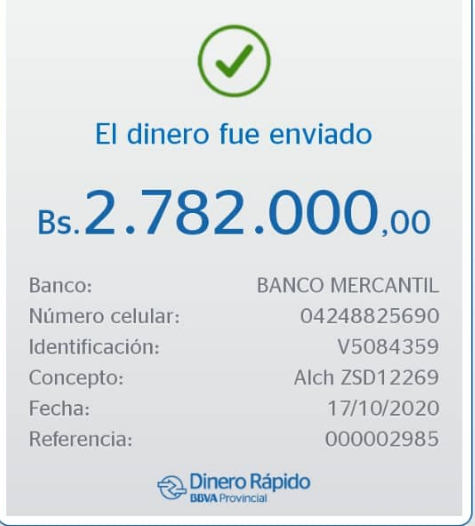 El dinero fue enviado
Bs.2.782.000,00
Banco: BANCO MERCANTIL
Número celular: 04248825690
Identificación: V5084359
Concepto: Alch ZSD12269
Fecha: 17/10/2020
Referencia: 000002985
Dinero Rápido
BBVA Provincial